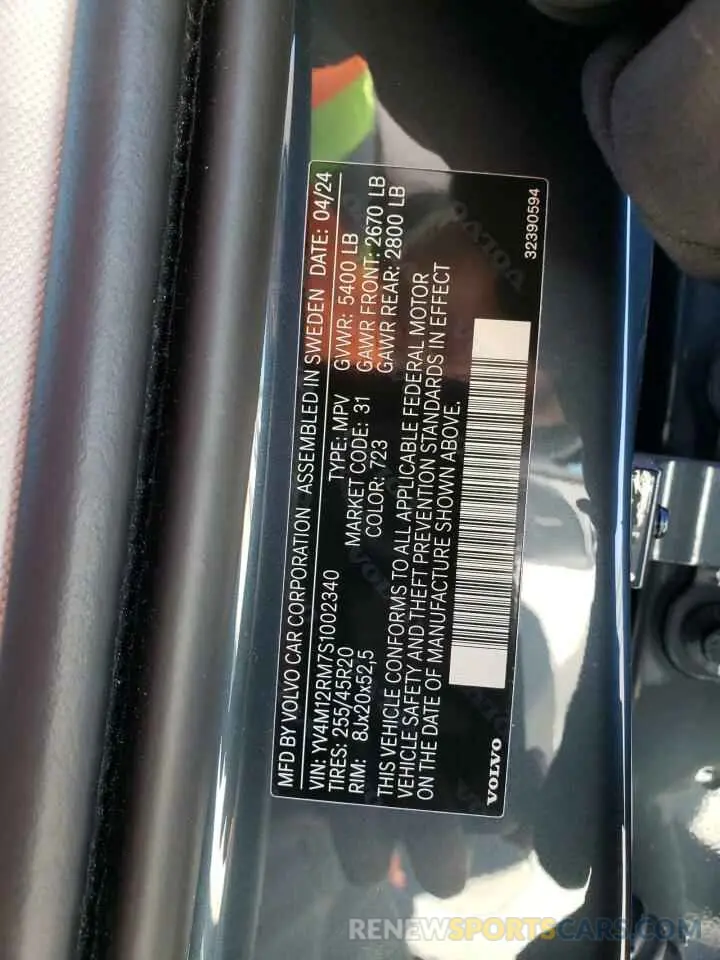 MFD BY VOLVO CAR CORPORATION ASSEMBLED IN SWEDEN DATE: 04/24
VIN: YV4M12RM7S1002340 TYPE: MPV GVWR: 5400 LB
TIRES: 255/45R20 MARKET CODE: 31 GAWR FRONT: 2670 LB
RIM: 8Jx20x52,5 COLOR: 723 GAWR REAR: 2800 LB
THIS VEHICLE CONFORMS TO ALL APPLICABLE FEDERAL MOTOR
VEHICLE SAFETY AND THEFT PREVENTION STANDARDS IN EFFECT
ON THE DATE OF MANUFACTURE SHOWN ABOVE.
VOLVO
32390594
RENEWSPORTSCARS.COM